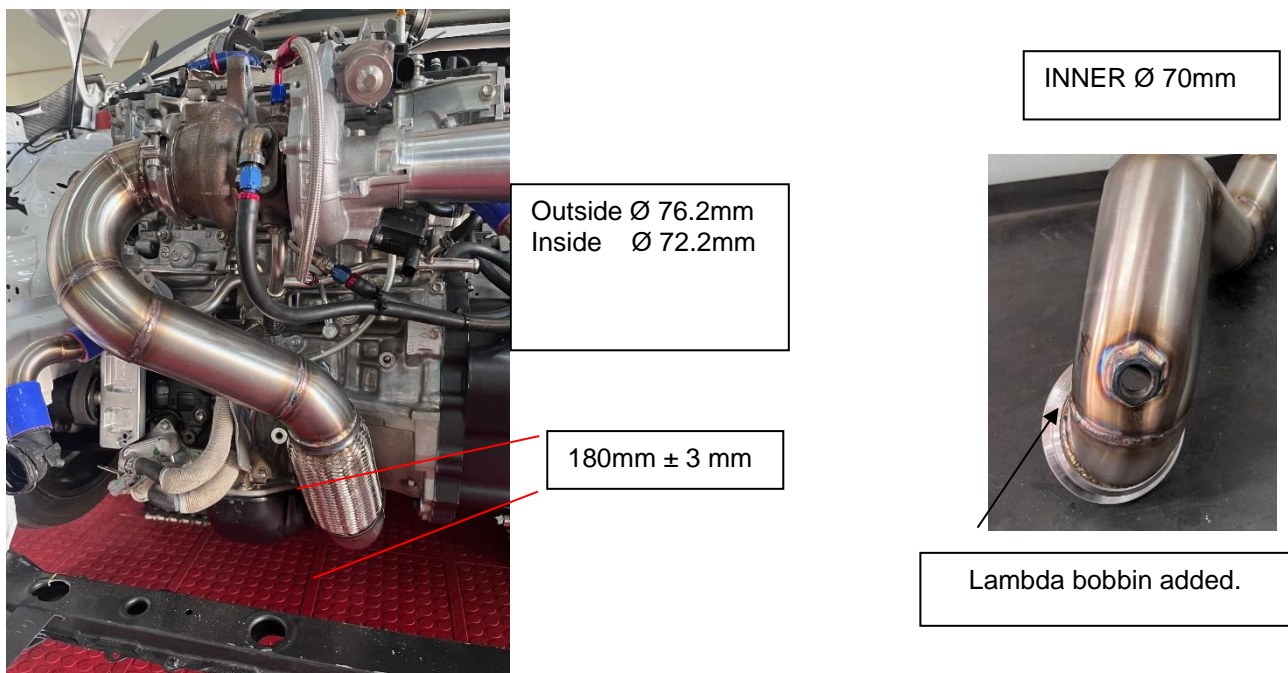 INNER Ø 70mm
Outside Ø 76.2mm
Inside Ø 72.2mm
180mm ± 3 mm
Lambda bobbin added.